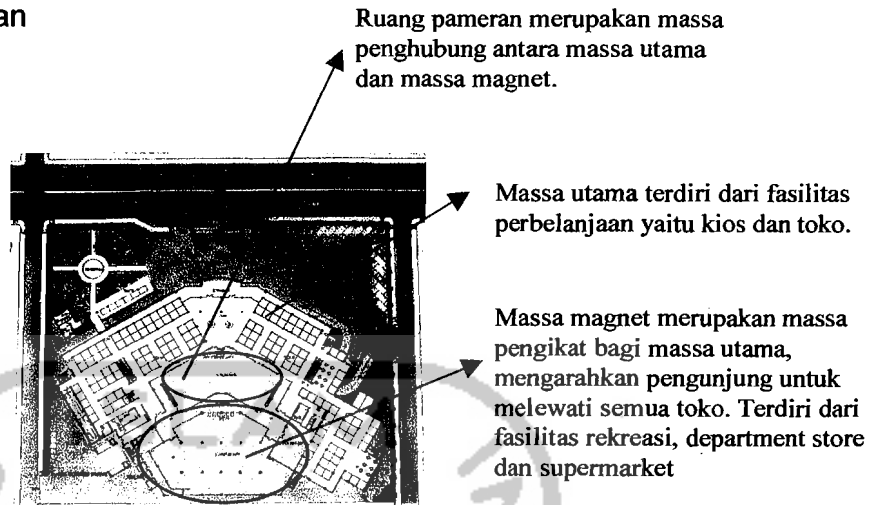 an
Ruang pameran merupakan massa
penghubung antara massa utama
dan massa magnet.
Massa utama terdiri dari fasilitas
perbelanjaan yaitu kios dan toko.
Massa magnet merupakan massa
pengikat bagi massa utama,
mengarahkan pengunjung untuk
melewati semua toko. Terdiri dari
fasilitas rekreasi, department store
dan supermarket